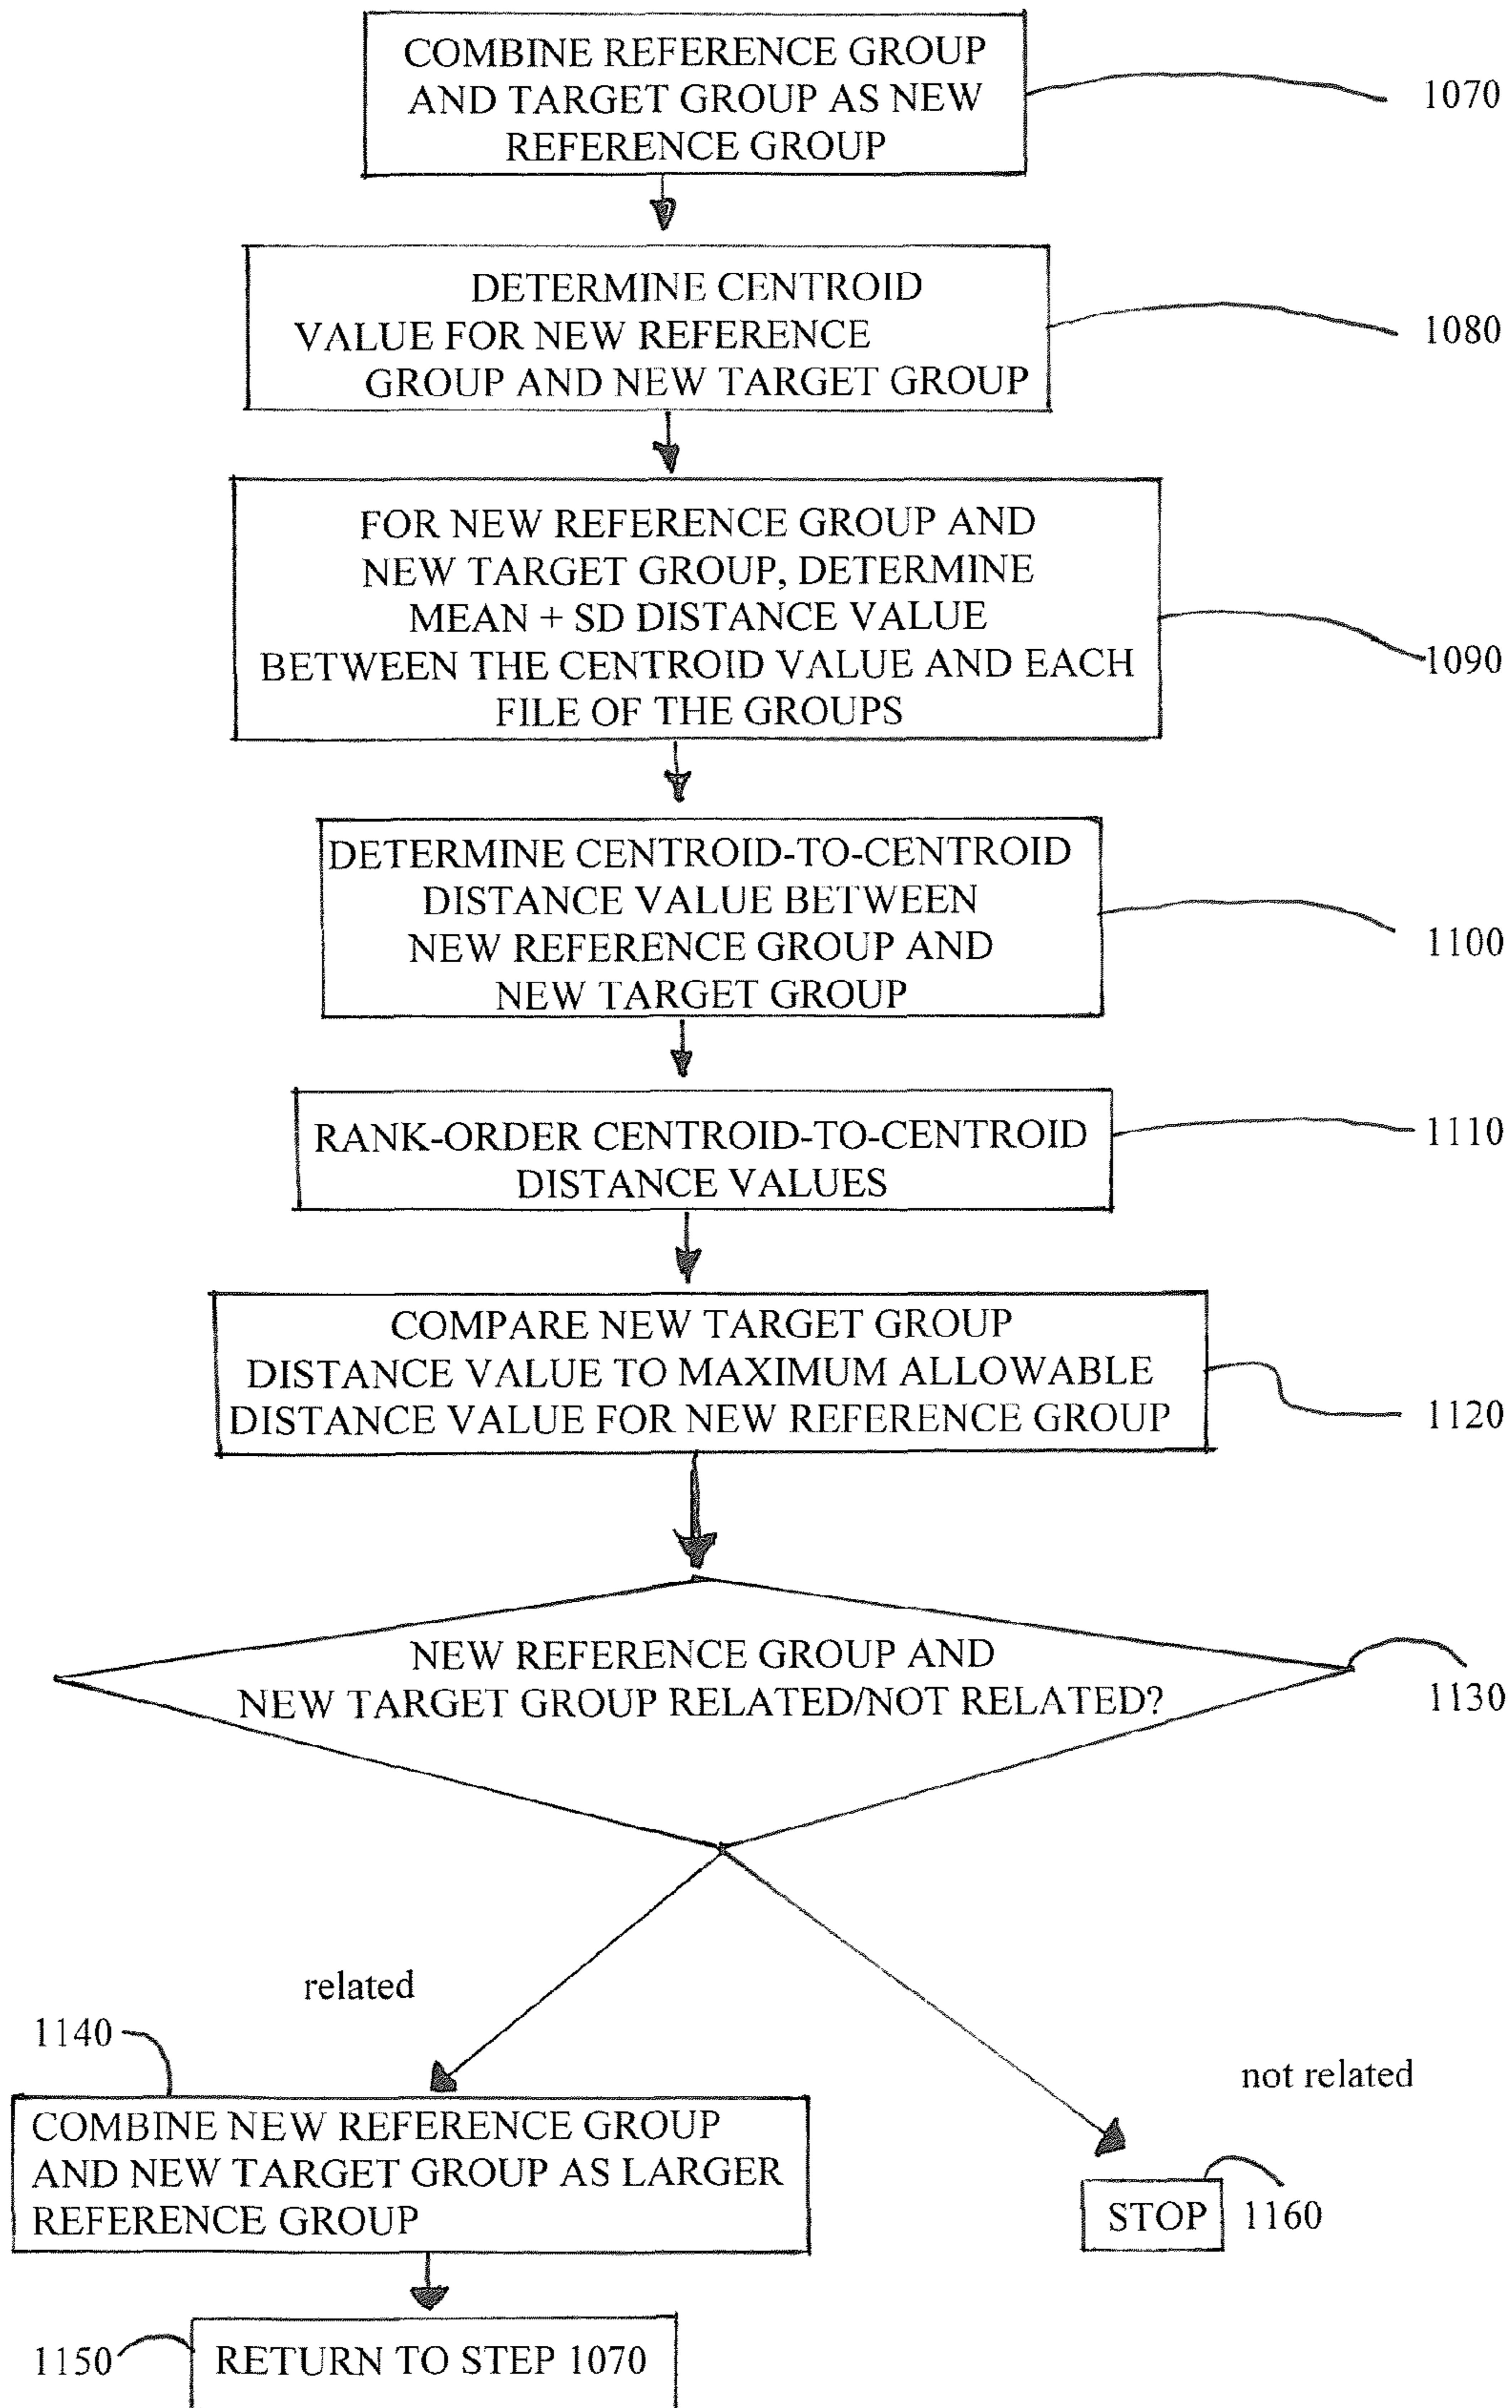 COMBINE REFERENCE GROUP
AND TARGET GROUP AS NEW
REFERENCE GROUP
1070
DETERMINE CENTROID
VALUE FOR NEW REFERENCE
GROUP AND NEW TARGET GROUP
1080
FOR NEW REFERENCE GROUP AND
NEW TARGET GROUP, DETERMINE
MEAN + SD DISTANCE VALUE
BETWEEN THE CENTROID VALUE AND EACH
FILE OF THE GROUPS
1090
DETERMINE CENTROID-TO-CENTROID
DISTANCE VALUE BETWEEN
NEW REFERENCE GROUP AND
NEW TARGET GROUP
1100
RANK-ORDER CENTROID-TO-CENTROID
DISTANCE VALUES
1110
COMPARE NEW TARGET GROUP
DISTANCE VALUE TO MAXIMUM ALLOWABLE
DISTANCE VALUE FOR NEW REFERENCE GROUP
1120
NEW REFERENCE GROUP AND
NEW TARGET GROUP RELATED/NOT RELATED?
1130
related
not related
1140
COMBINE NEW REFERENCE GROUP
AND NEW TARGET GROUP AS LARGER
REFERENCE GROUP
STOP
1160
1150
RETURN TO STEP 1070